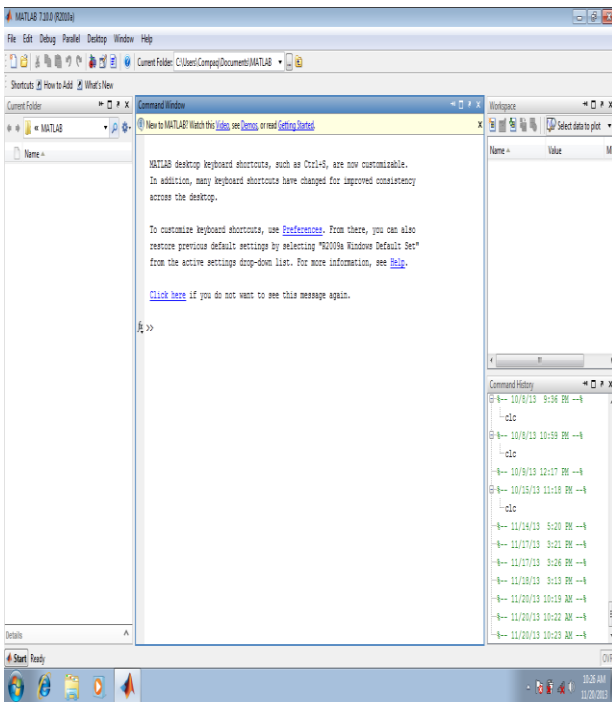 MATLAB 7.10.0 (R2010a)
File Edit Debug Parallel Desktop Window Help
Current Folder: C:\Users\Compaq\Documents\MATLAB
Shortcuts How to Add What's New
Current Folder
« MATLAB
Name
Details
Command Window
New to MATLAB? Watch this Video, see Demos, or read Getting Started.
MATLAB desktop keyboard shortcuts, such as Ctrl+S, are now customizable.
In addition, many keyboard shortcuts have changed for improved consistency
across the desktop.
To customize keyboard shortcuts, use Preferences. From there, you can also
restore previous default settings by selecting "R2009a Windows Default Set"
from the active settings drop-down list. For more information, see Help.
Click here if you do not want to see this message again.
fx >>
Workspace
Select data to plot
Name Value M
Command History
%-- 10/8/13 9:36 PM --%
clc
%-- 10/8/13 10:59 PM --%
clc
%-- 10/9/13 12:17 PM --%
%-- 10/15/13 11:18 PM --%
clc
%-- 11/14/13 5:20 PM --%
%-- 11/17/13 3:21 PM --%
%-- 11/17/13 3:26 PM --%
%-- 11/18/13 3:13 PM --%
%-- 11/20/13 10:19 AM --%
%-- 11/20/13 10:22 AM --%
%-- 11/20/13 10:23 AM --%
Start Ready
OVR
10:26 AM
11/20/2013